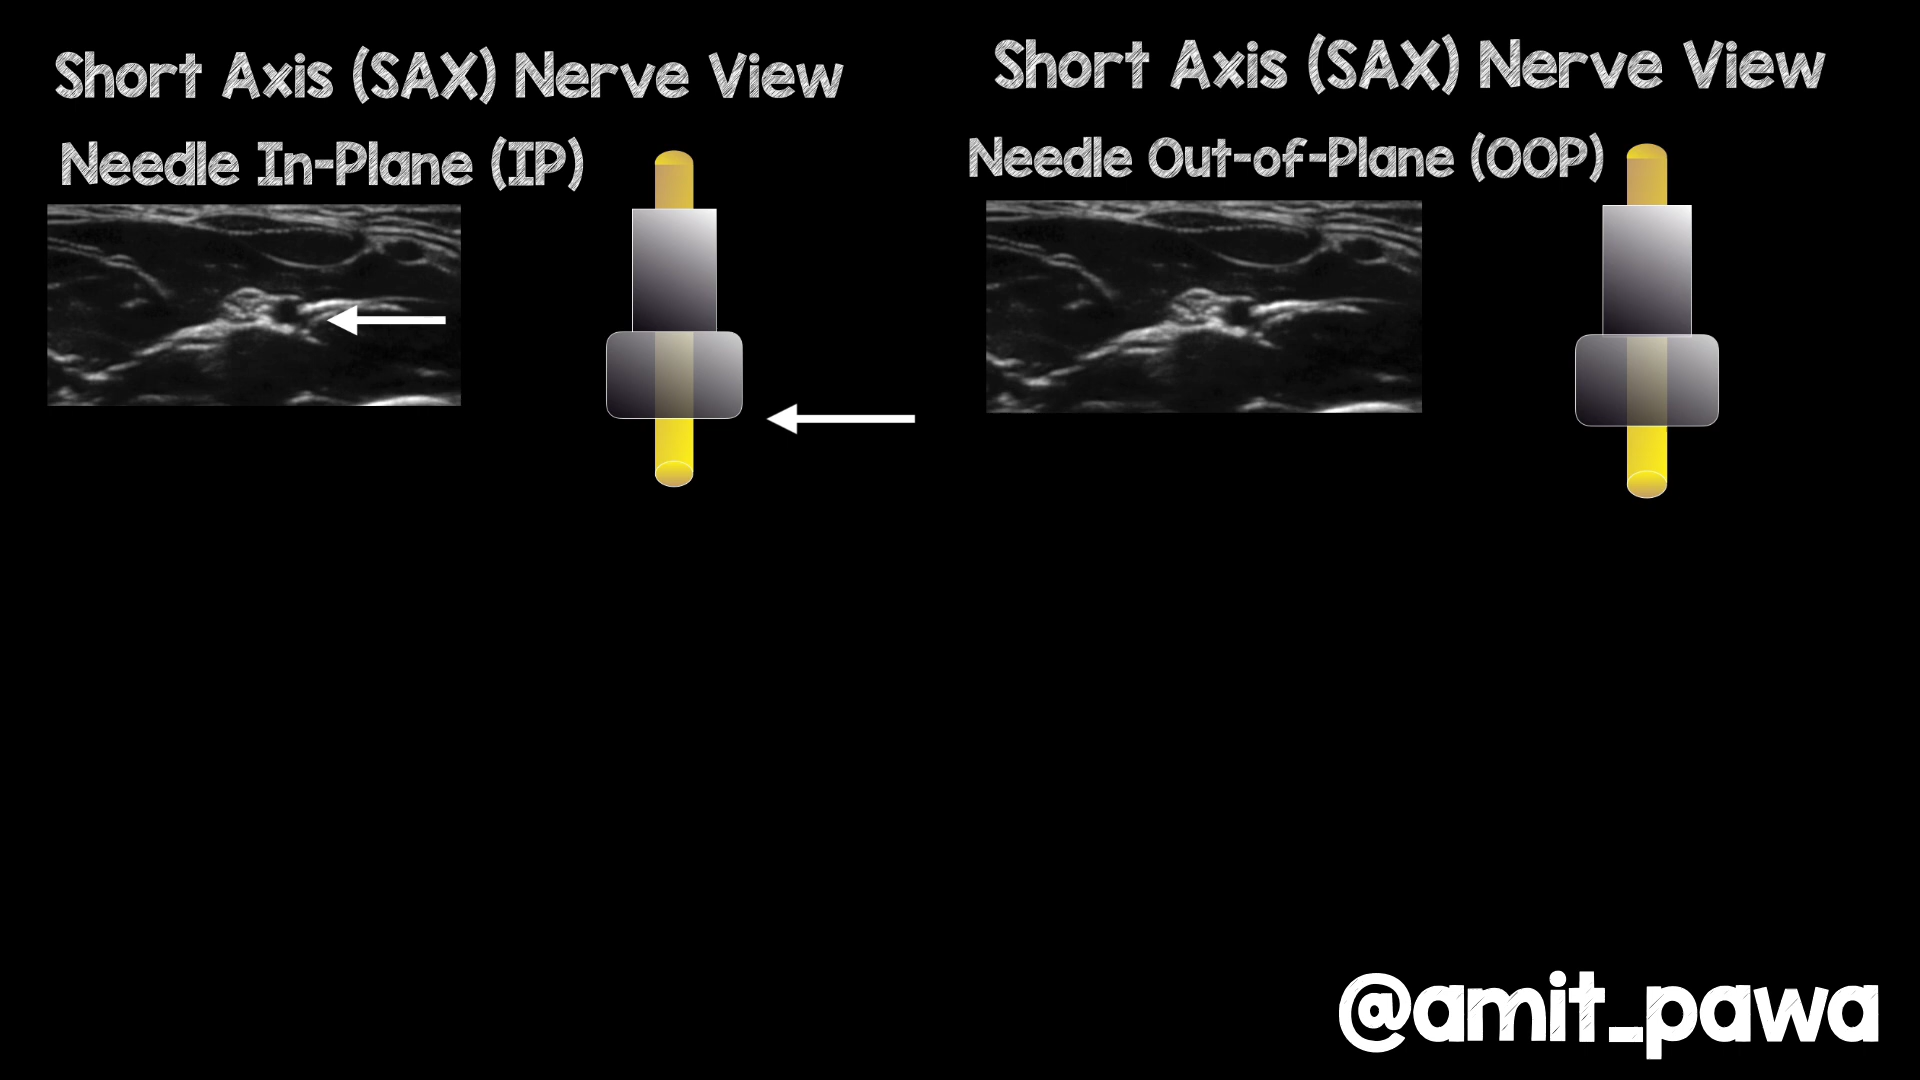 Short Axis (SAX) Nerve View
Needle In-Plane (IP)
Short Axis (SAX) Nerve View
Needle Out-of-Plane (OOP)
@amit_pawa